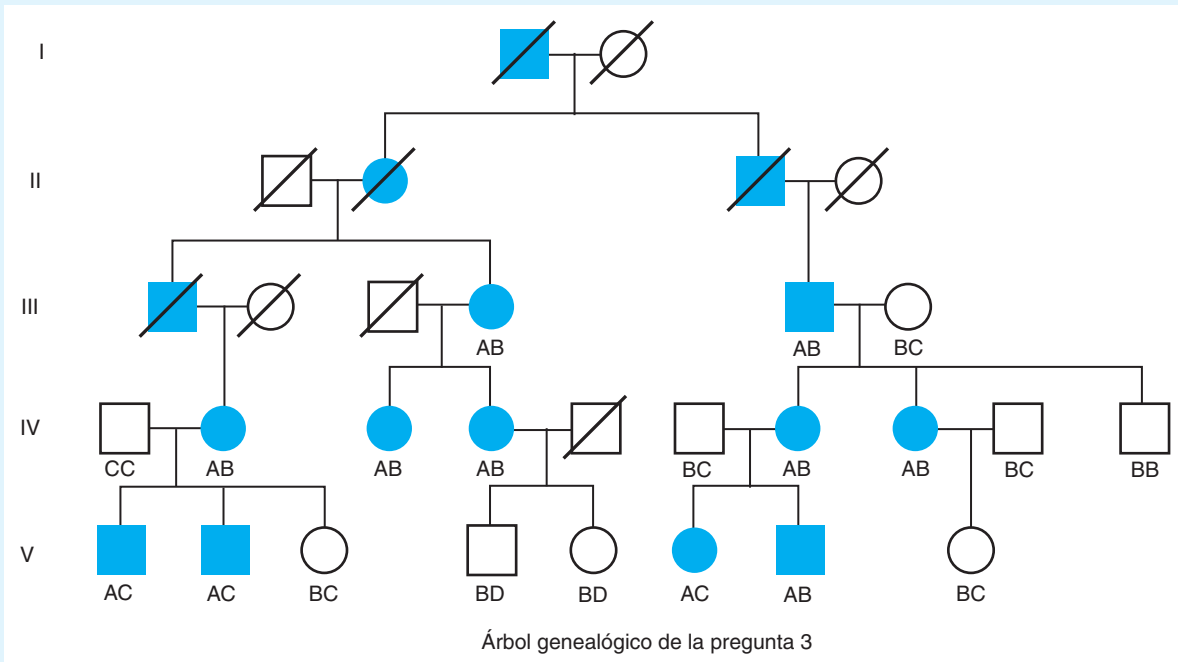 I
II
III
AB AB BC
IV
CC AB AB AB BC AB AB BC BB
V
AC AC BC BD BD AC AB BC
Árbol genealógico de la pregunta 3